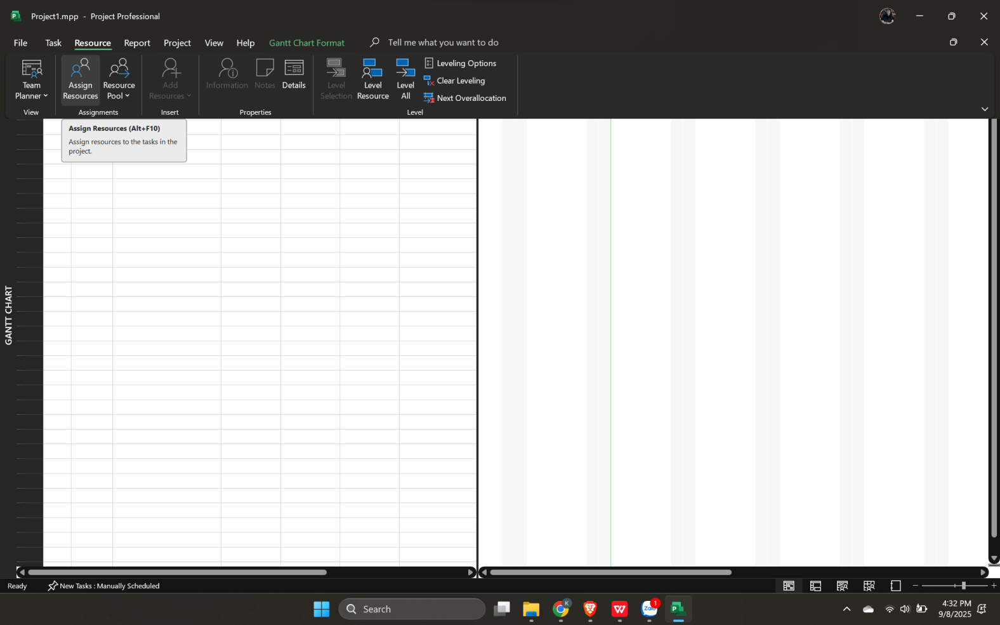 Project1.mpp - Project Professional
File Task Resource Report Project View Help Gantt Chart Format Tell me what you want to do
Team Planner
Assign Resources
Resource Pool
Add Resources
Information
Notes
Details
Level Selection
Level Resource
Level All
Leveling Options
Clear Leveling
Next Overallocation
View Assignments Insert Properties Level
Assign Resources (Alt+F10)
Assign resources to the tasks in the
project.
GANTT CHART
Ready New Tasks : Manually Scheduled
Search
K
Zalo
1
4:32 PM
9/8/2025